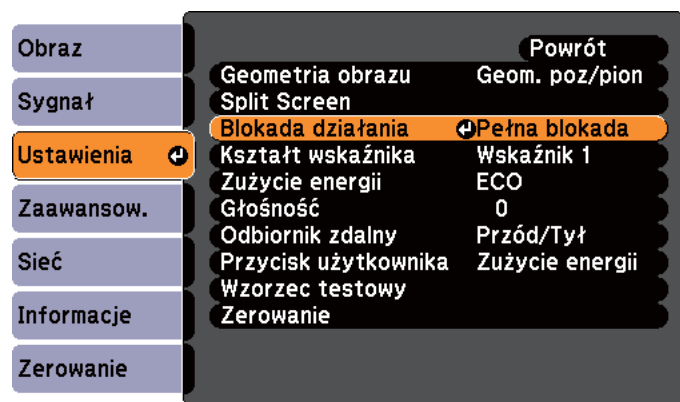 Obraz
Sygnał
Ustawienia
Zaawansow.
Sieć
Informacje
Zerowanie
Powrót
Geometria obrazu Geom. poz/pion
Split Screen
Blokada działania Pełna blokada
Kształt wskaźnika Wskaźnik 1
Zużycie energii ECO
Głośność 0
Odbiornik zdalny Przód/Tył
Przycisk użytkownika Zużycie energii
Wzorzec testowy
Zerowanie